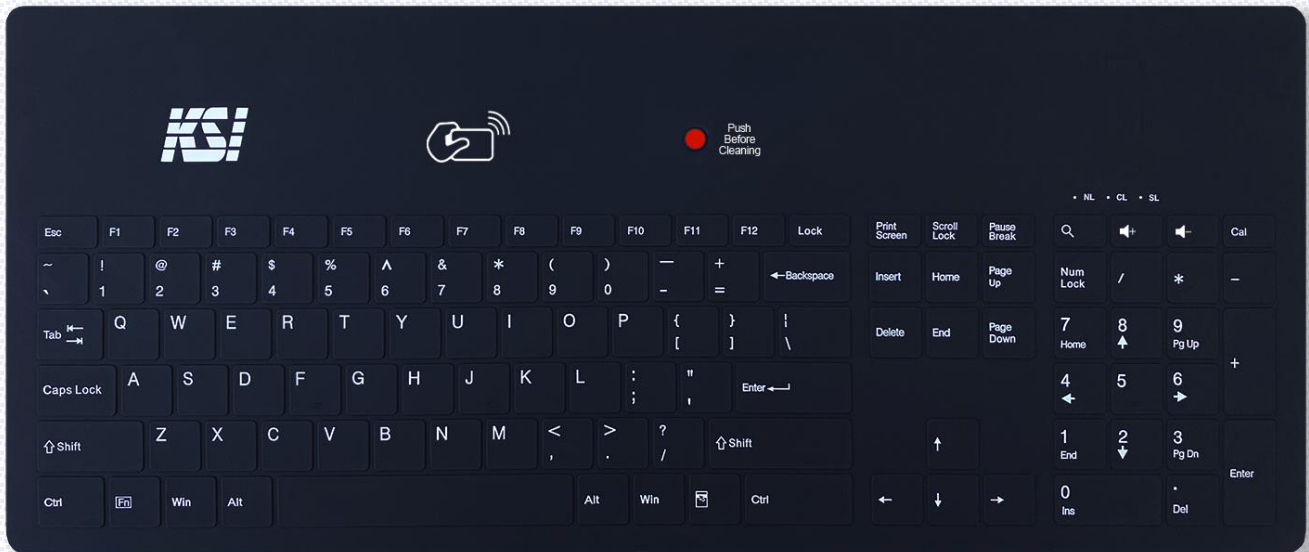 KSI
Push
Before
Cleaning
NL CL SL
Esc F1 F2 F3 F4 F5 F6 F7 F8 F9 F10 F11 F12 Lock Print Screen Scroll Lock Pause Break Cal
~ ! @ # $ % ^ & * ( ) — +
` 1 2 3 4 5 6 7 8 9 0 - = Backspace Insert Home Page Up Num Lock / * -
Tab Q W E R T Y U I O P { } ¦
[ ] \ Delete End Page Down 7 Home 8 9 Pg Up +
Caps Lock A S D F G H J K L : "
; ' Enter 4 5 6
Shift Z X C V B N M < > ?
, . / Shift 1 End 2 3 Pg Dn Enter
Ctrl Fn Win Alt Alt Win Ctrl 0 Ins . Del